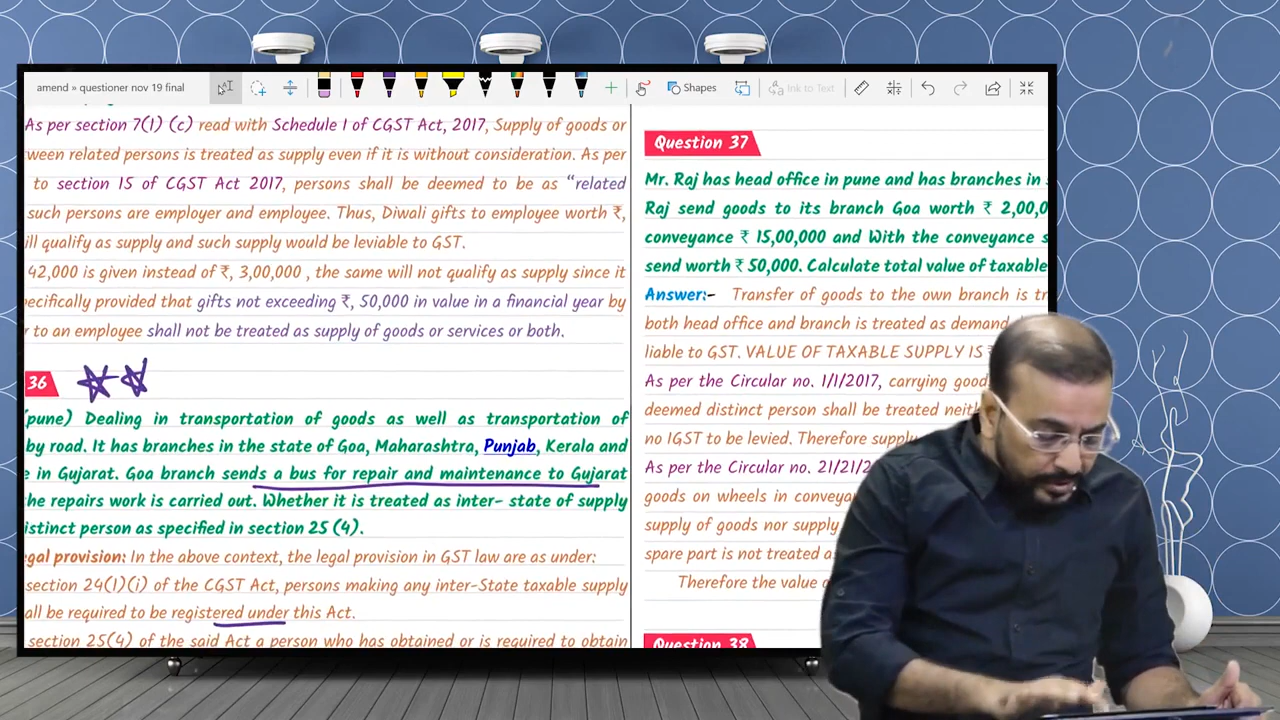 amend » questioner nov 19 final
Shapes
Ink to Text
As per section 7(1) (c) read with Schedule I of CGST Act, 2017, Supply of goods or
ween related persons is treated as supply even if it is without consideration. As per
to section 15 of CGST Act 2017, persons shall be deemed to be as “related
such persons are employer and employee. Thus, Diwali gifts to employee worth ₹,
ill qualify as supply and such supply would be leviable to GST.
42,000 is given instead of ₹, 3,00,000 , the same will not qualify as supply since it
ecifically provided that gifts not exceeding ₹, 50,000 in value in a financial year by
r to an employee shall not be treated as supply of goods or services or both.
36
(pune) Dealing in transportation of goods as well as transportation of
by road. It has branches in the state of Goa, Maharashtra, Punjab, Kerala and
e in Gujarat. Goa branch sends a bus for repair and maintenance to Gujarat
he repairs work is carried out. Whether it is treated as inter- state of supply
istinct person as specified in section 25 (4).
gal provision: In the above context, the legal provision in GST law are as under:
section 24(1)(i) of the CGST Act, persons making any inter-State taxable supply
all be required to be registered under this Act.
section 25(4) of the said Act a person who has obtained or is required to obtain
Question 37
Mr. Raj has head office in pune and has branches in
Raj send goods to its branch Goa worth ₹ 2,00,0
conveyance ₹ 15,00,000 and With the conveyance s
send worth ₹ 50,000. Calculate total value of taxable
Answer:- Transfer of goods to the own branch is tr
both head office and branch is treated as demand
liable to GST. VALUE OF TAXABLE SUPPLY IS ₹
As per the Circular no. 1/1/2017, carrying good
deemed distinct person shall be treated neit
no IGST to be levied. Therefore supply
As per Circular no. 21/21/2
goods on wheels in conveya
supply of goods nor supply
spare part is not treated a
Therefore the value o
Question 38